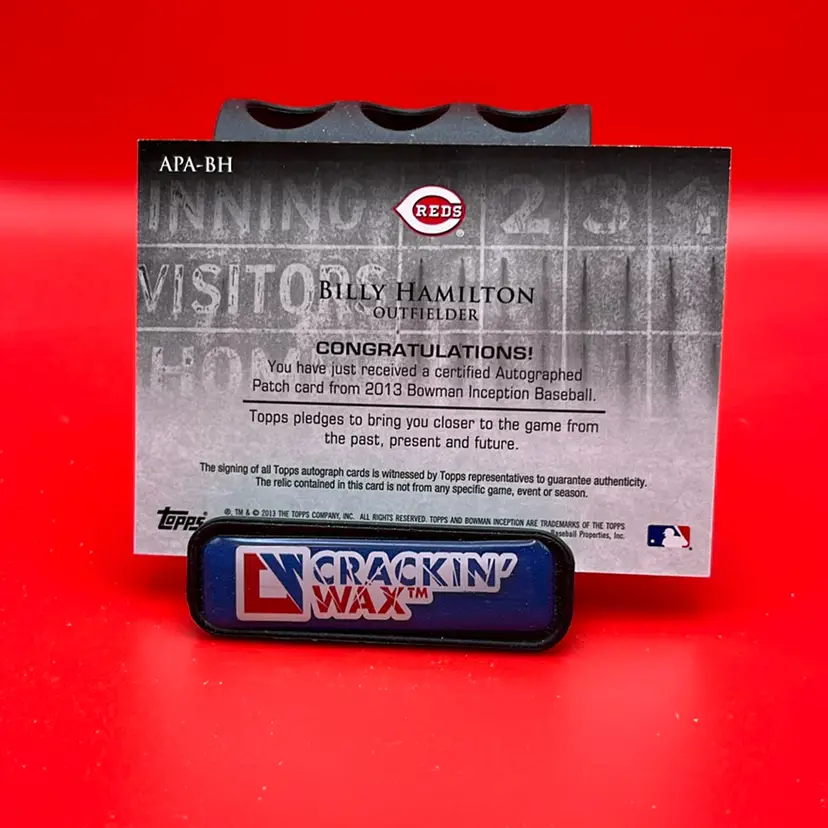 APA-BH
INNING 1 2 3 4
REDS
VISITORS
BILLY HAMILTON
OUTFIELDER
HOM
CONGRATULATIONS!
You have just received a certified Autographed
Patch card from 2013 Bowman Inception Baseball.
Topps pledges to bring you closer to the game from
the past, present and future.
The signing of all Topps autograph cards is witnessed by Topps representatives to guarantee authenticity.
The relic contained in this card is not from any specific game, event or season.
topps
®, TM & © 2013 THE TOPPS COMPANY, INC. ALL RIGHTS RESERVED. TOPPS AND BOWMAN INCEPTION ARE TRADEMARKS OF THE TOPPS
Baseball Properties, Inc.
CRACKIN'
WAX™